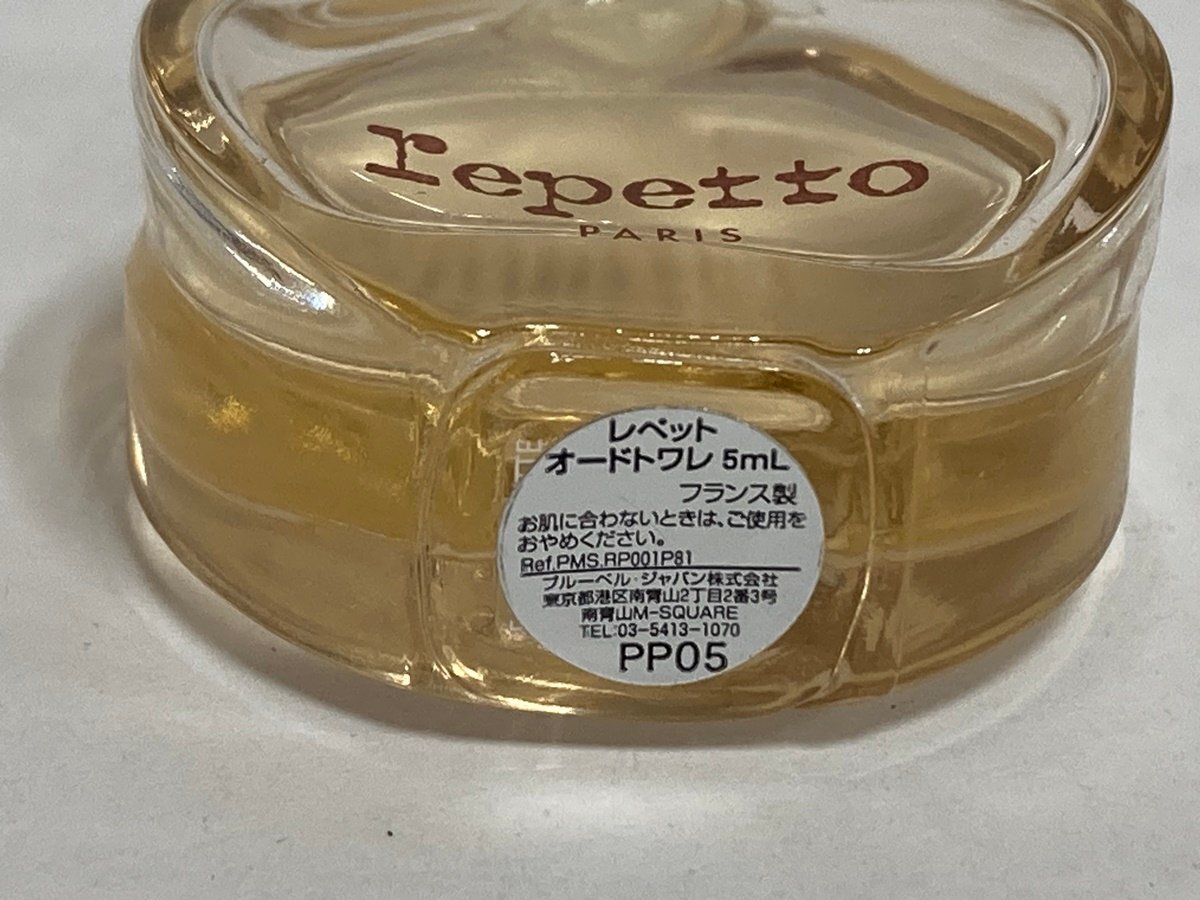 repetto
PARIS
レペット
オードトワレ 5mL
フランス製
お肌に合わないときは、ご使用を
おやめください。
Ref.PMS.RP001P81
ブルーベル・ジャパン株式会社
東京都港区南青山2丁目2番3号
南青山M-SQUARE
TEL:03-5413-1070
PP05